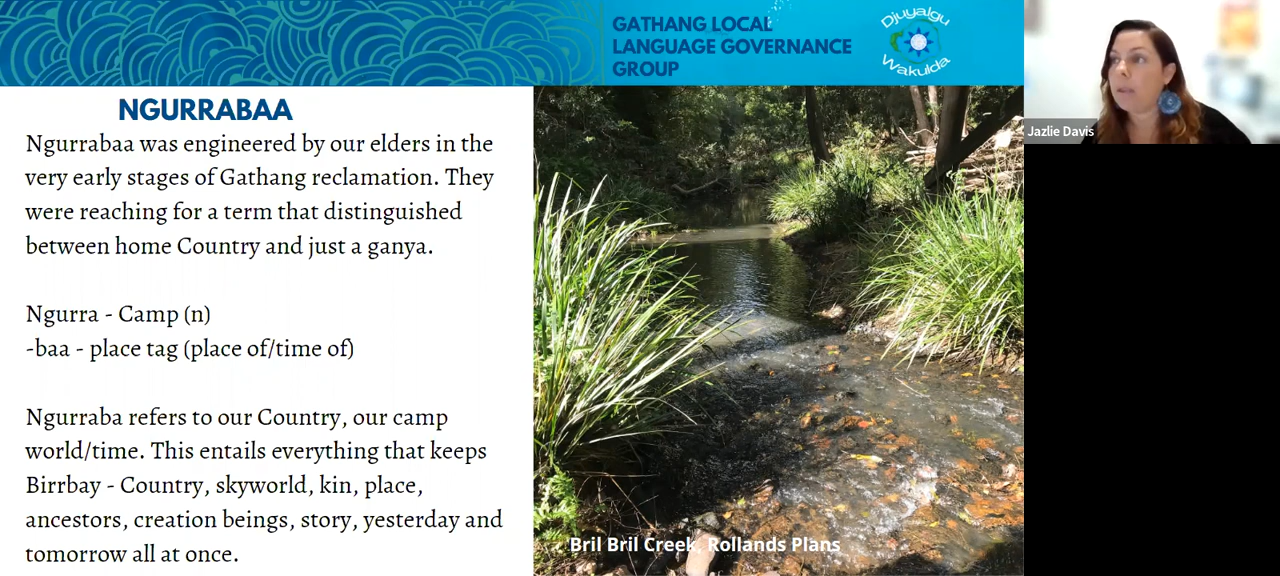 GATHANG LOCAL
LANGUAGE GOVERNANCE
GROUP
Djuyalgu
Wakulda
Jazlie Davis
NGURRABAA
Ngurrabaa was engineered by our elders in the
very early stages of Gathang reclamation. They
were reaching for a term that distinguished
between home Country and just a ganya.
Ngurra - Camp (n)
-baa - place tag (place of/time of)
Ngurraba refers to our Country, our camp
world/time. This entails everything that keeps
Birrbay - Country, skyworld, kin, place,
ancestors, creation beings, story, yesterday and
tomorrow all at once.
Bril Bril Creek, Rollands Plans